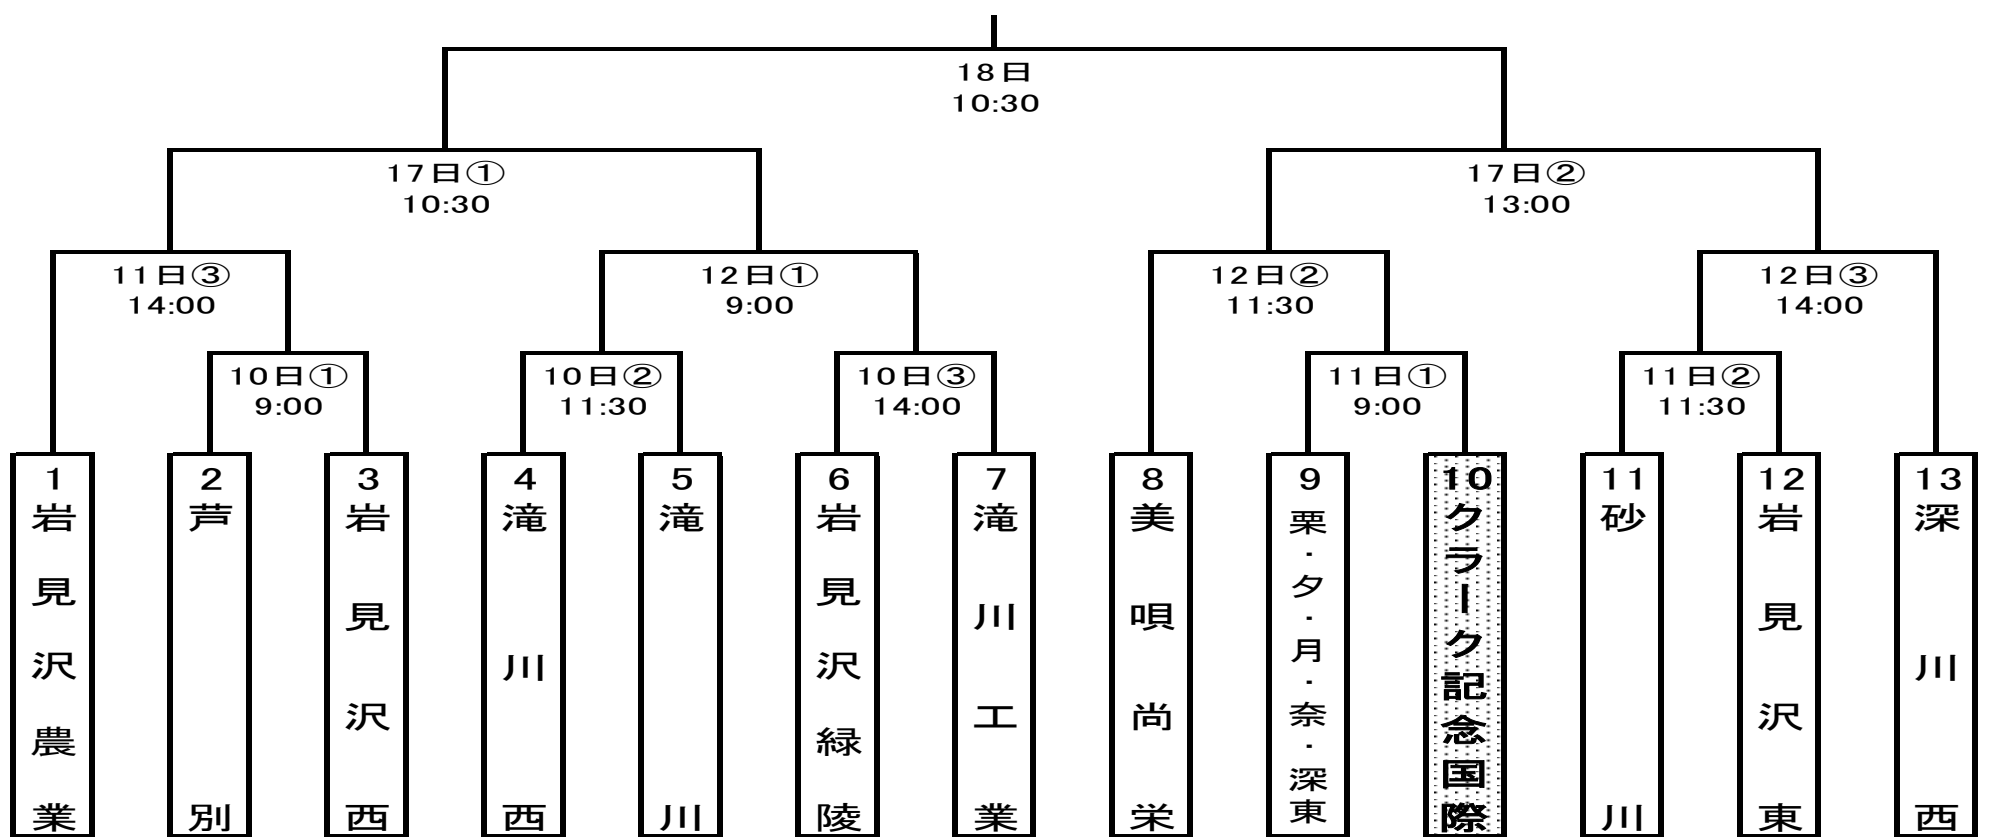 18日
10:30
17日①
10:30
17日②
13:00
11日③
14:00
12日①
9:00
12日②
11:30
12日③
14:00
10日①
9:00
10日②
11:30
10日③
14:00
11日①
9:00
11日②
11:30
1
岩見沢農業
2
芦別
3
岩見沢西
4
滝川西
5
滝川
6
岩見沢緑陵
7
滝川工業
8
美唄尚栄
9
栗・夕・月・奈・深東
10
クラーク記念国際
11
砂川
12
岩見沢東
13
深川西